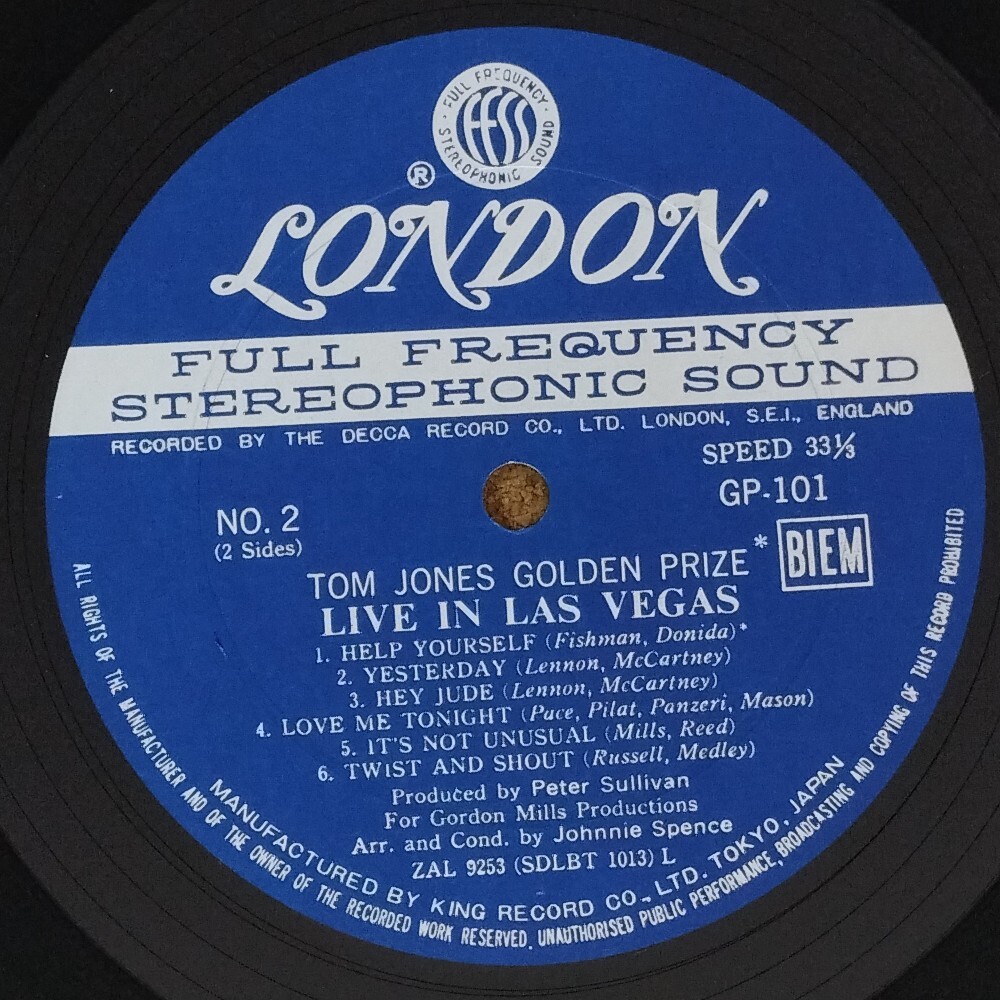 FULL FREQUENCY
STEREOPHONIC SOUND
FFSS
®
LONDON
FULL FREQUENCY
STEREOPHONIC SOUND
RECORDED BY THE DECCA RECORD CO., LTD. LONDON, S.E.I., ENGLAND
SPEED 33⅓
GP-101
NO. 2
(2 Sides)
BIEM
TOM JONES GOLDEN PRIZE *
LIVE IN LAS VEGAS
1. HELP YOURSELF (Fishman, Donida)*
2. YESTERDAY (Lennon, McCartney)
3. HEY JUDE (Lennon, McCartney)
4. LOVE ME TONIGHT (Pace, Pilat, Panzeri, Mason)
5. IT'S NOT UNUSUAL (Mills, Reed)
6. TWIST AND SHOUT (Russell, Medley)
Produced by Peter Sullivan
For Gordon Mills Productions
Arr. and Cond. by Johnnie Spence
ZAL 9253 (SDLBT 1013) L
MANUFACTURED BY KING RECORD CO., LTD. TOKYO, JAPAN
ALL RIGHTS OF THE MANUFACTURER AND OF THE OWNER OF THE RECORDED WORK RESERVED. UNAUTHORISED PUBLIC PERFORMANCE, BROADCASTING AND COPYING OF THIS RECORD PROHIBITED